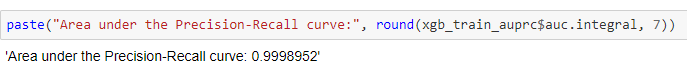 paste("Area under the Precision-Recall curve:", round(xgb_train_auprc$auc.integral, 7))
'Area under the Precision-Recall curve: 0.9998952'